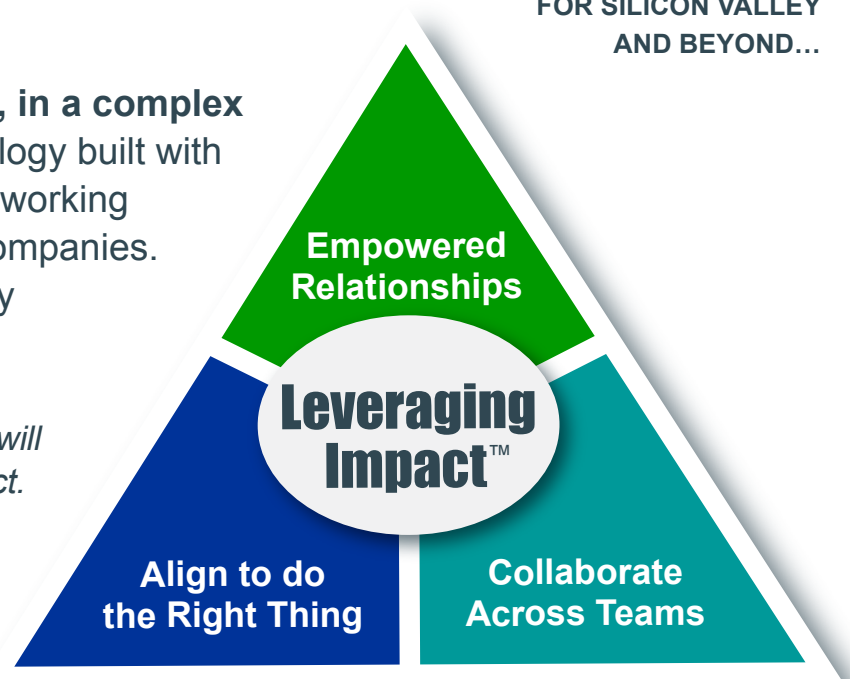 FOR SILICON VALLEY
AND BEYOND…
, in a complex
logy built with
working
ompanies.
y
will
ct.
Empowered
Relationships
Leveraging
Impact™
Align to do
the Right Thing
Collaborate
Across Teams